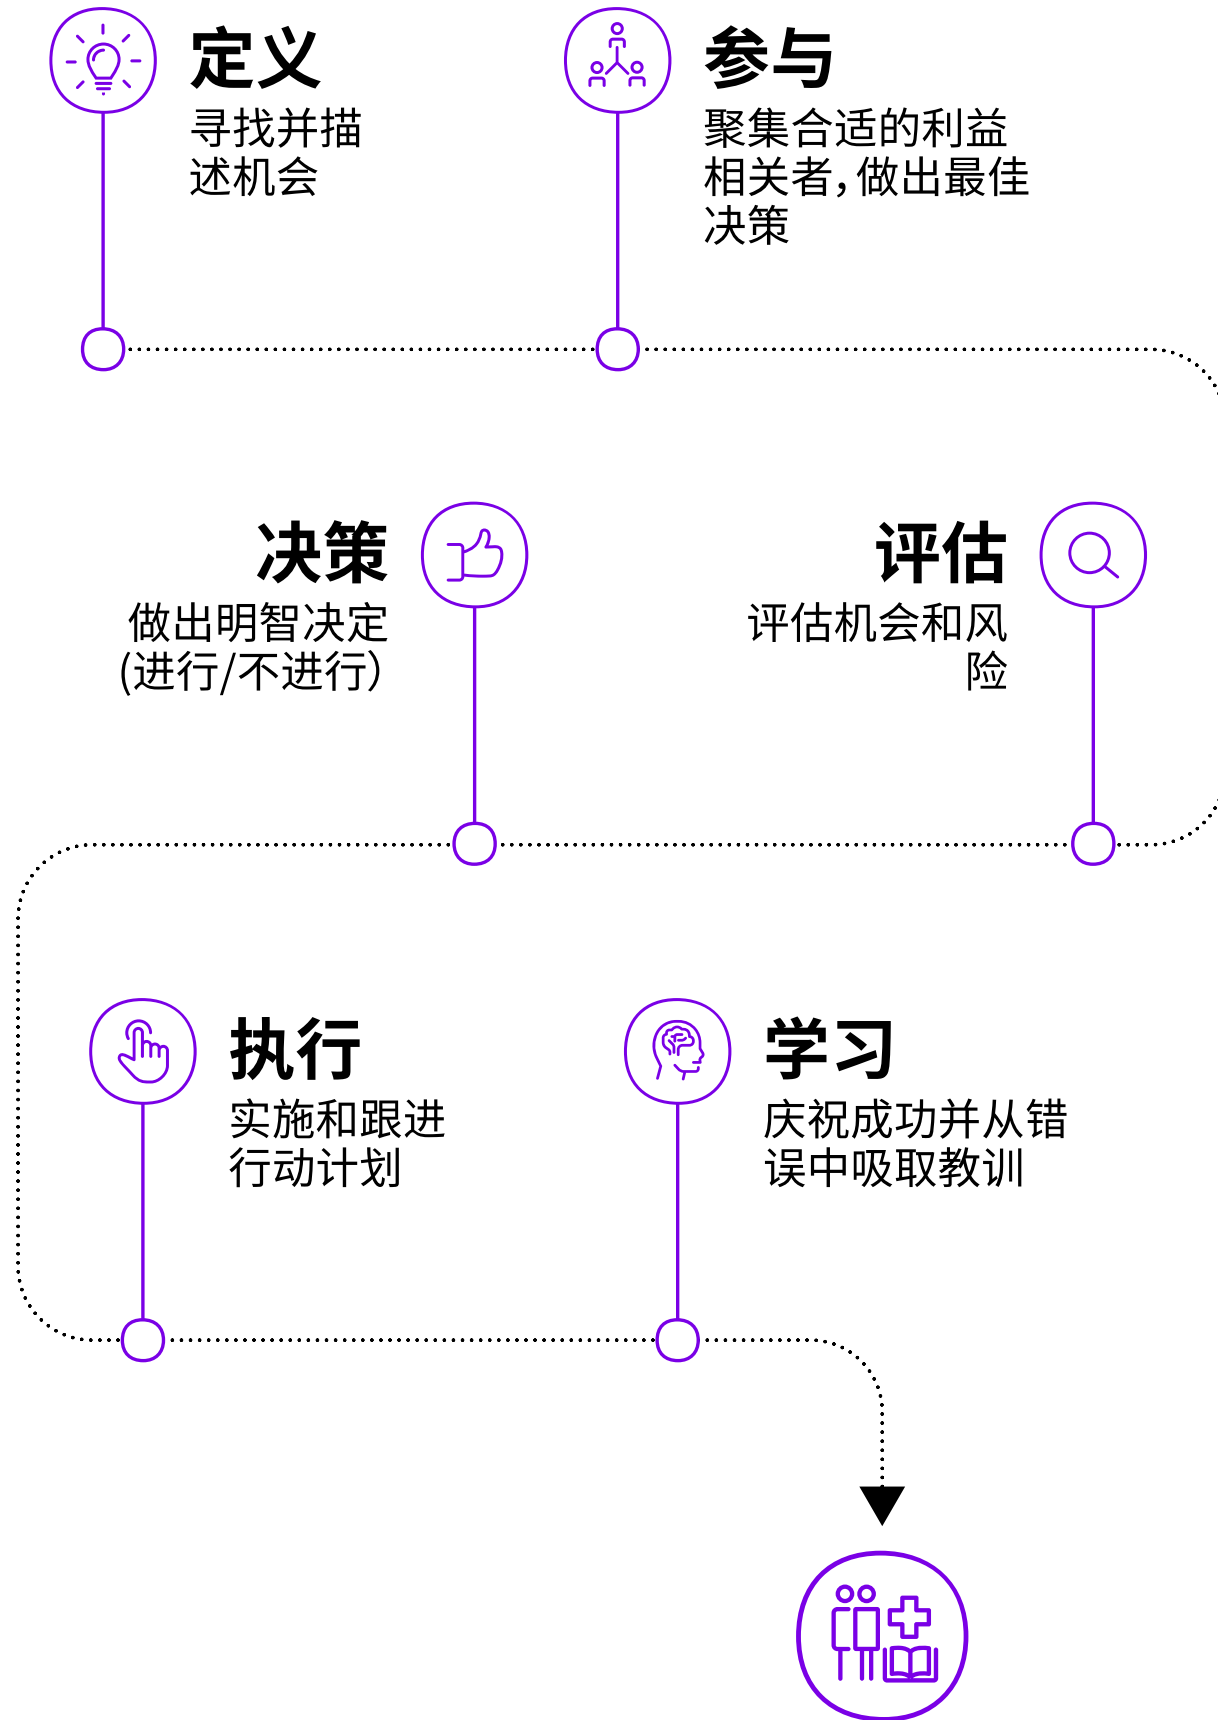 定义
寻找并描
述机会
参与
聚集合适的利益
相关者，做出最佳
决策
评估
评估机会和风
险
决策
做出明智决定
(进行/不进行）
执行
实施和跟进
行动计划
学习
庆祝成功并从错
误中吸取教训